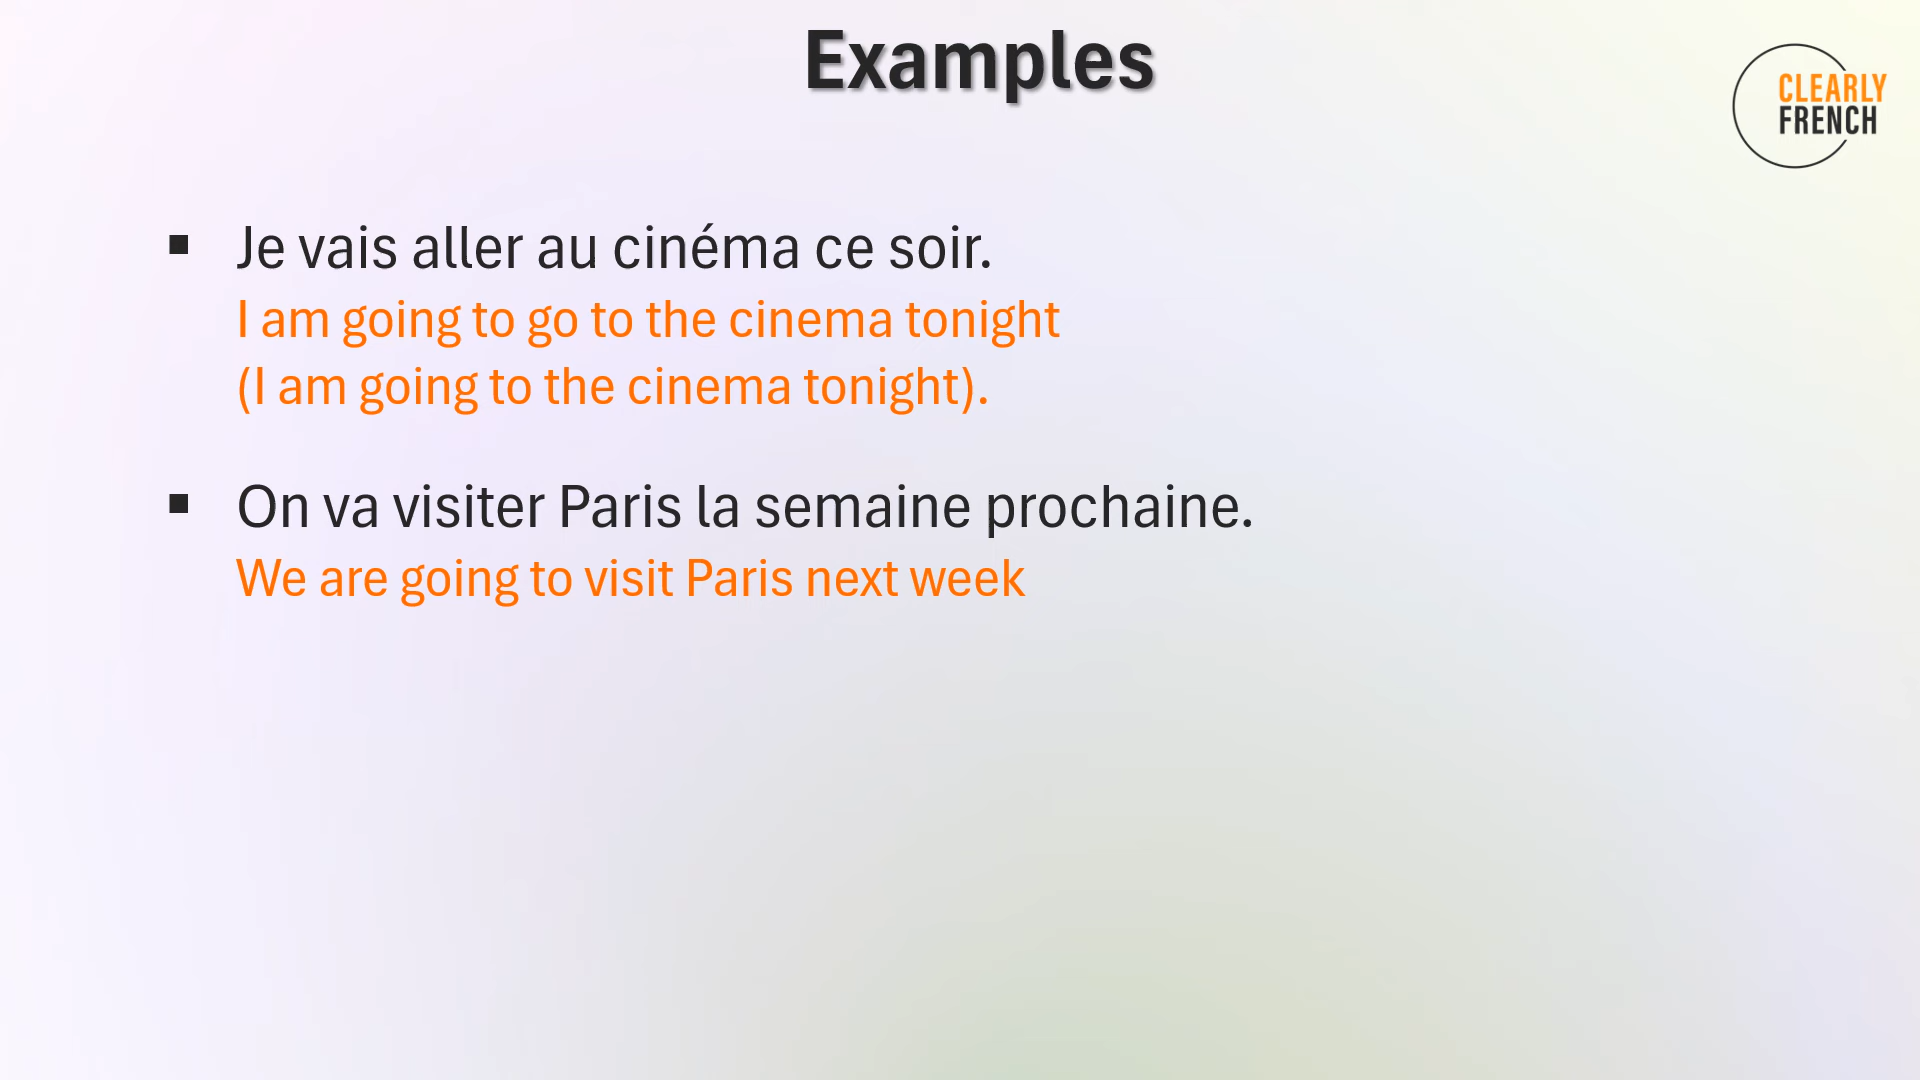 Examples
CLEARLY
FRENCH
Je vais aller au cinéma ce soir.
I am going to go to the cinema tonight
(I am going to the cinema tonight).
On va visiter Paris la semaine prochaine.
We are going to visit Paris next week